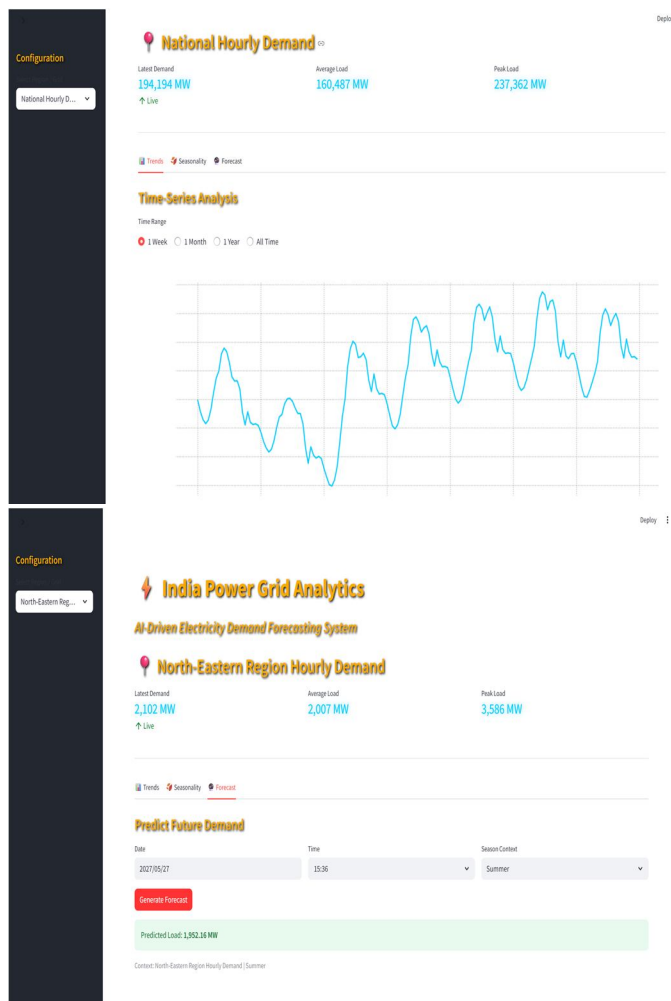 Deplo
Configuration
National Hourly D...
📍 National Hourly Demand
Latest Demand Average Load Peak Load
194,194 MW 160,487 MW 237,362 MW
↑ Live
Trends Seasonality Forecast
Time-Series Analysis
Time Range
1 Week 1 Month 1 Year All Time
Deploy
Configuration
North-Eastern Reg...
⚡ India Power Grid Analytics
AI-Driven Electricity Demand Forecasting System
📍 North-Eastern Region Hourly Demand
Latest Demand Average Load Peak Load
2,102 MW 2,007 MW 3,586 MW
↑ Live
Trends Seasonality Forecast
Predict Future Demand
Date Time Season Context
2027/05/27 15:36 Summer
Generate Forecast
Predicted Load: 1,952.16 MW
Context: North-Eastern Region Hourly Demand | Summer